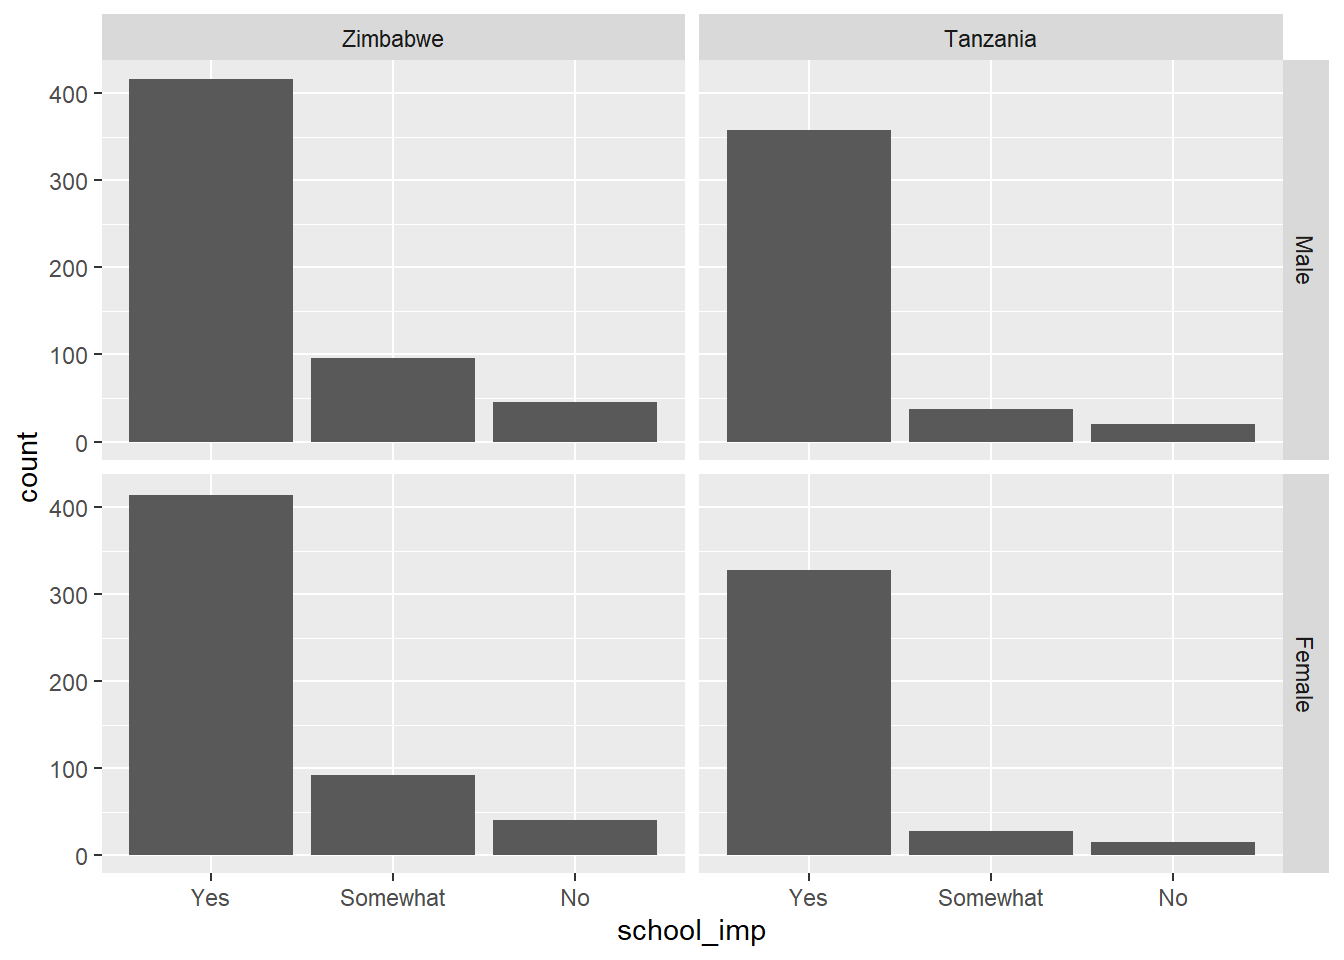 Zimbabwe
Tanzania
400
300
200
100
0
Male
count
400
300
200
100
0
Female
Yes
Somewhat
No
Yes
Somewhat
No
school_imp